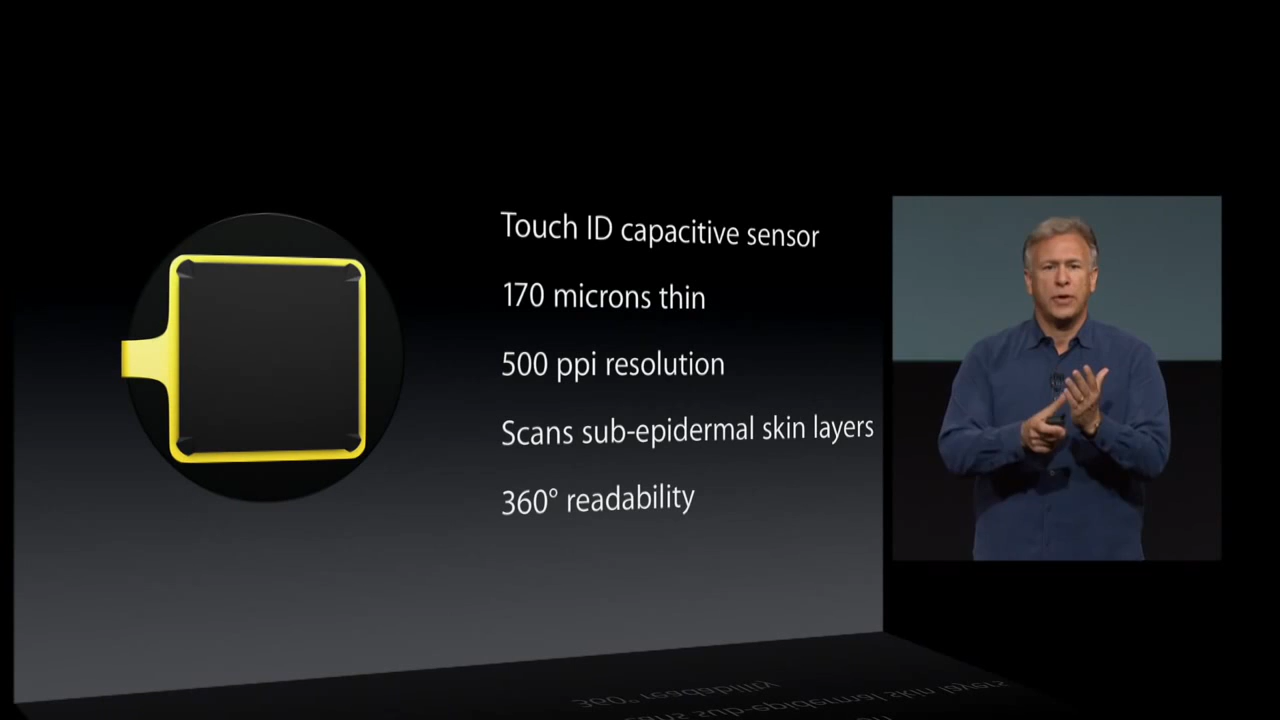 Touch ID capacitive sensor
170 microns thin
500 ppi resolution
Scans sub-epidermal skin layers
360° readability